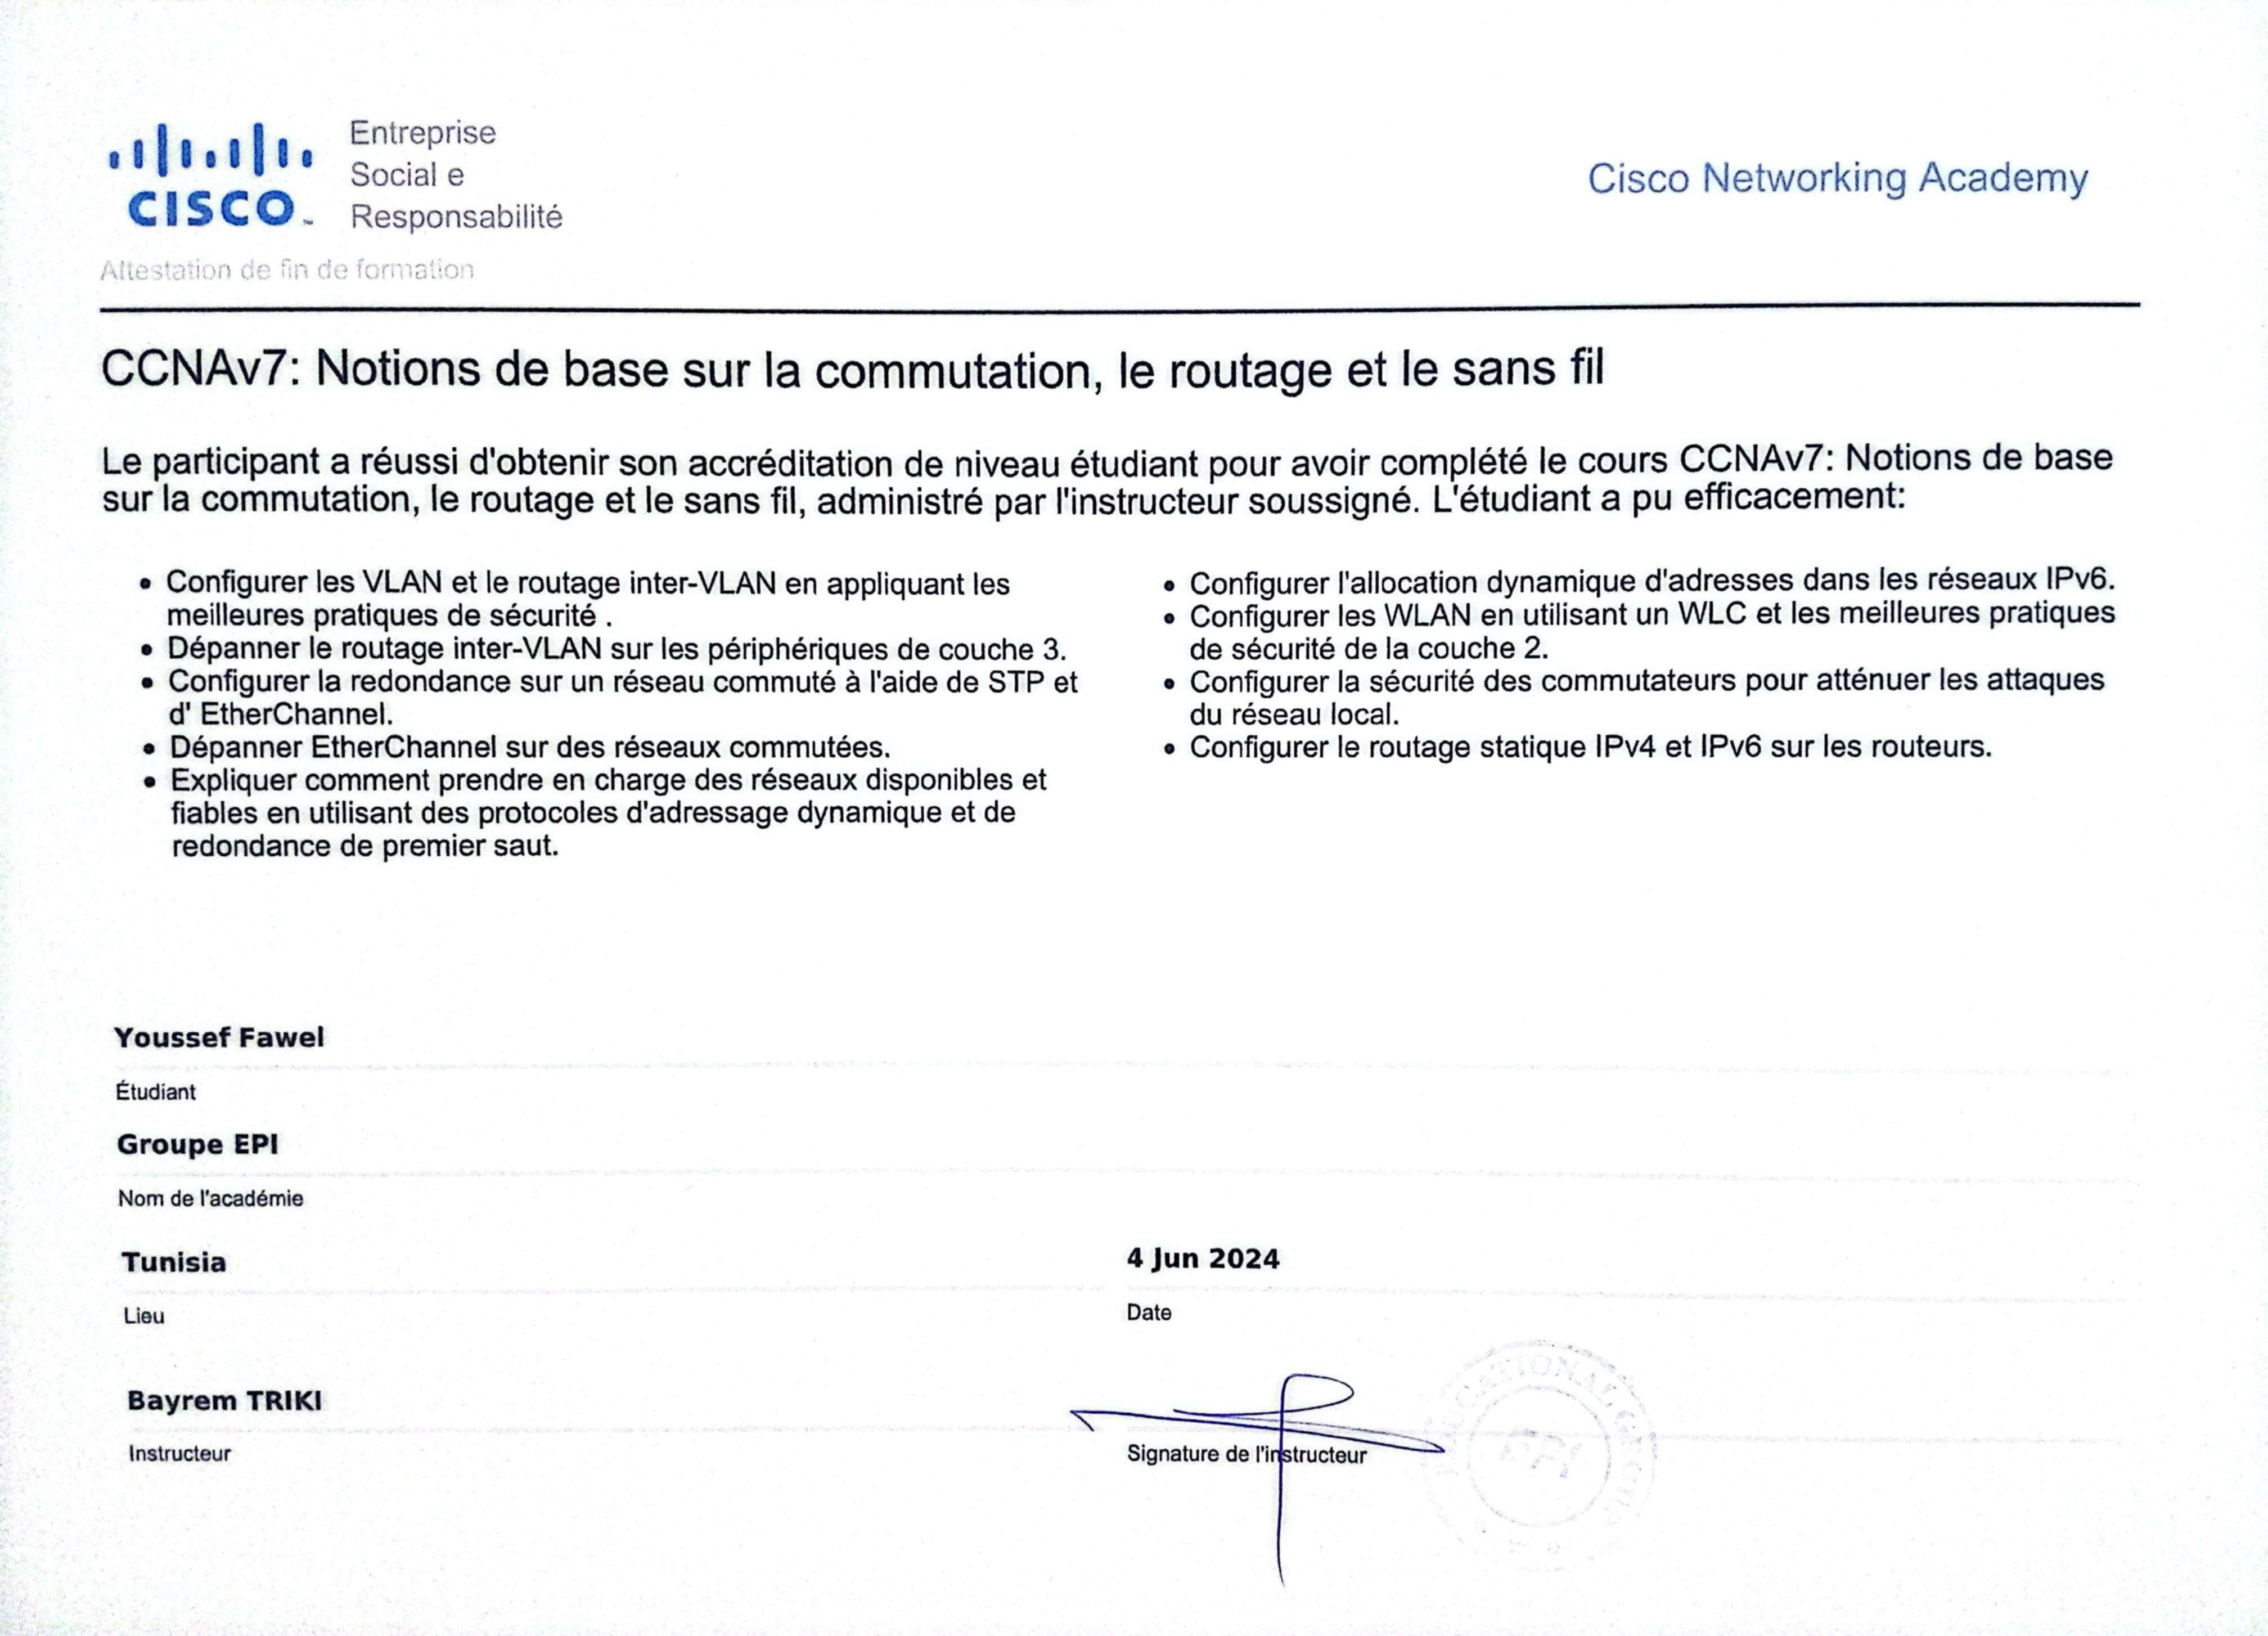 CISCO
Entreprise
Social e
Responsabilité
Cisco Networking Academy
Attestation de fin de formation
CCNAv7: Notions de base sur la commutation, le routage et le sans fil
Le participant a réussi d'obtenir son accréditation de niveau étudiant pour avoir complété le cours CCNAv7: Notions de base
sur la commutation, le routage et le sans fil, administré par l'instructeur soussigné. L'étudiant a pu efficacement:
• Configurer les VLAN et le routage inter-VLAN en appliquant les
meilleures pratiques de sécurité .
• Dépanner le routage inter-VLAN sur les périphériques de couche 3.
• Configurer la redondance sur un réseau commuté à l'aide de STP et
d' EtherChannel.
• Dépanner EtherChannel sur des réseaux commutées.
• Expliquer comment prendre en charge des réseaux disponibles et
fiables en utilisant des protocoles d'adressage dynamique et de
redondance de premier saut.
• Configurer l'allocation dynamique d'adresses dans les réseaux IPv6.
• Configurer les WLAN en utilisant un WLC et les meilleures pratiques
de sécurité de la couche 2.
• Configurer la sécurité des commutateurs pour atténuer les attaques
du réseau local.
• Configurer le routage statique IPv4 et IPv6 sur les routeurs.
Youssef Fawel
Étudiant
Groupe EPI
Nom de l'académie
Tunisia
Lieu
4 Jun 2024
Date
Bayrem TRIKI
Instructeur
Signature de l'instructeur
EDUCATIONAL GROUP
EPI